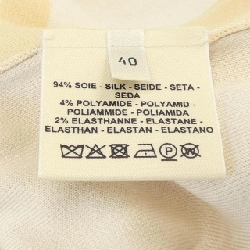 40
94% SOIE - SILK - SEIDE - SETA -
SEDA
4% POLYAMIDE - POLYAMID -
POLIAMMIDE - POLIAMIDA
2% ELASTHANNE - ELASTANE -
ELASTHAN - ELASTAN - ELASTANO